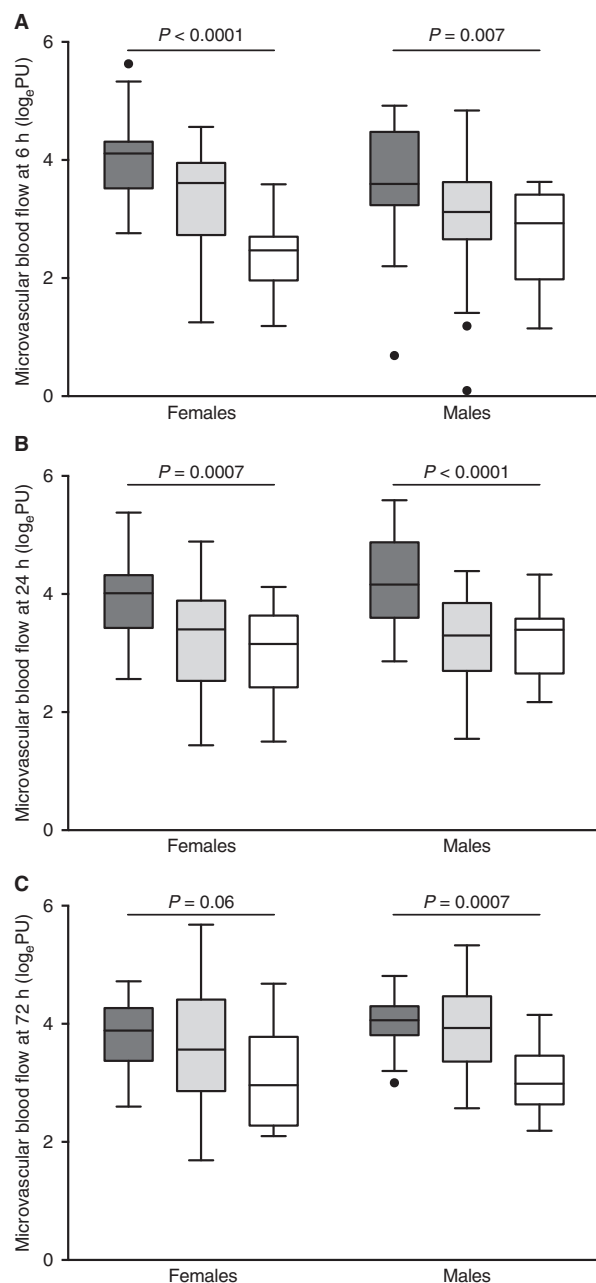 A
Microvascular blood flow at 6 h (logₑPU)
6
4
2
0
P < 0.0001
P = 0.007
Females
Males
B
Microvascular blood flow at 24 h (logₑPU)
6
4
2
0
P = 0.0007
P < 0.0001
Females
Males
C
Microvascular blood flow at 72 h (logₑPU)
6
4
2
0
P = 0.06
P = 0.0007
Females
Males